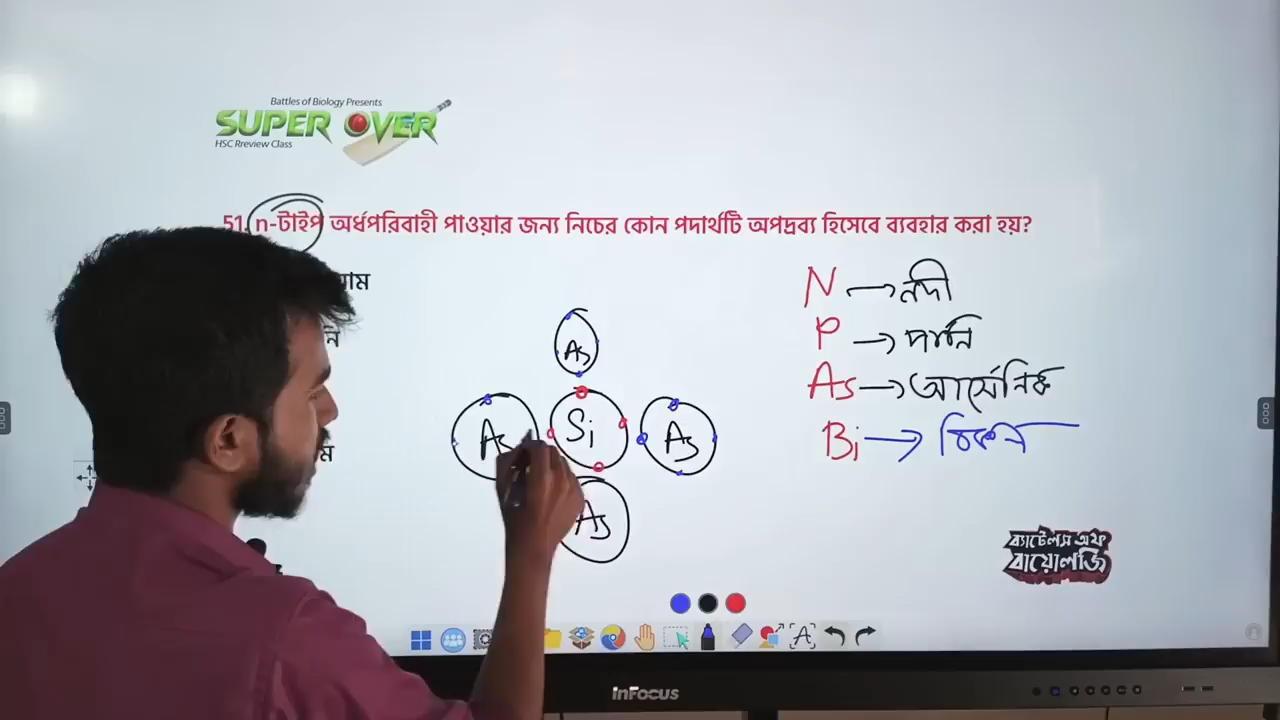 Battles of Biology Presents
SUPER OVER
HSC Rreview Class
51. n-টাইপ অর্ধপরিবাহী পাওয়ার জন্য নিচের কোন পদার্থটি অপদ্রব্য হিসেবে ব্যবহার করা হয়?
N → নদী
P → পানি
As → আর্সেনিক
Bi
As
As
Si
As
As
ব্যাটেলস অফ
বায়োলজি
A
InFocus